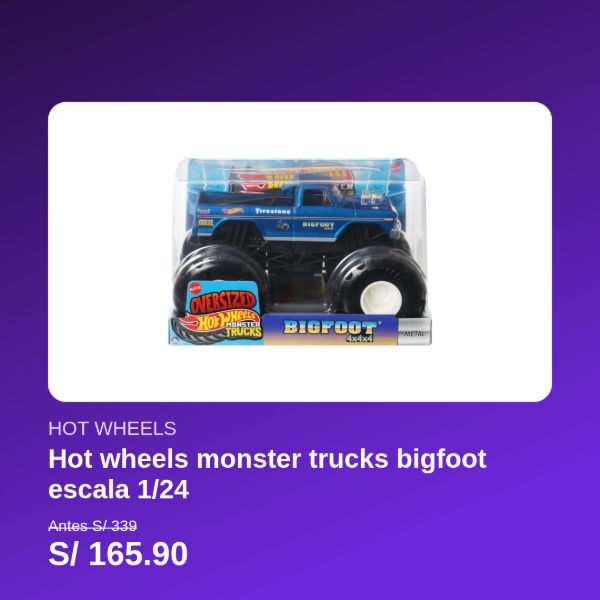 Firestone
BIGFOOT
OVERSIZED
HOT WHEELS
MONSTER
TRUCKS
BIGFOOT
4x4x4
METAL
HOT WHEELS
Hot wheels monster trucks bigfoot
escala 1/24
Antes S/ 339
S/ 165.90